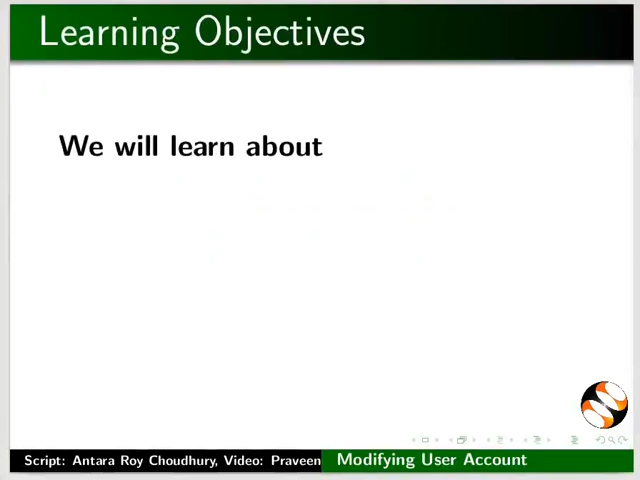 Learning Objectives
We will learn about
Script: Antara Roy Choudhury, Video: Praveen
Modifying User Account